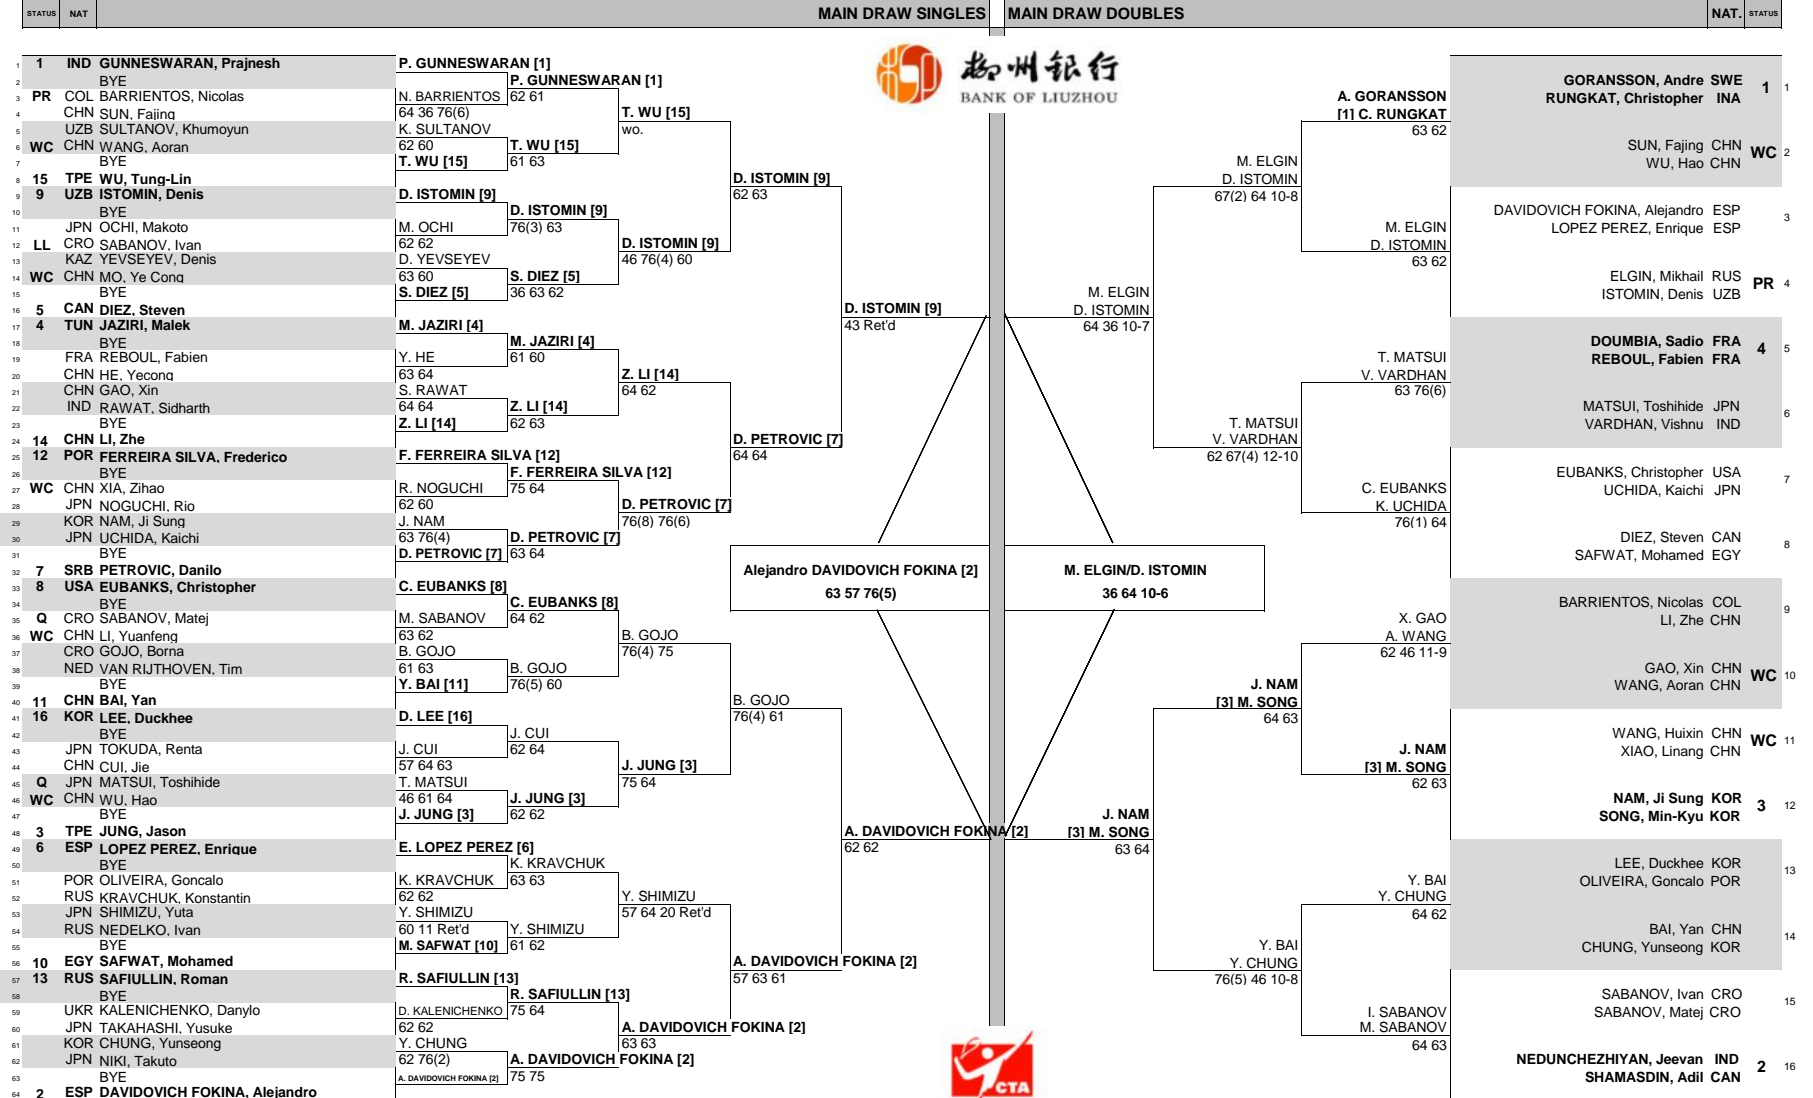 STATUS NAT MAIN DRAW SINGLES MAIN DRAW DOUBLES NAT. STATUS
柳州银行
BANK OF LIUZHOU
1 1 IND GUNNESWARAN, Prajnesh
2 BYE
3 PR COL BARRIENTOS, Nicolas
4 CHN SUN, Fajing
5 UZB SULTANOV, Khumoyun
6 WC CHN WANG, Aoran
7 BYE
8 15 TPE WU, Tung-Lin
9 9 UZB ISTOMIN, Denis
10 BYE
11 JPN OCHI, Makoto
12 LL CRO SABANOV, Ivan
13 KAZ YEVSEYEV, Denis
14 WC CHN MO, Ye Cong
15 BYE
16 5 CAN DIEZ, Steven
17 4 TUN JAZIRI, Malek
18 BYE
19 FRA REBOUL, Fabien
20 CHN HE, Yecong
21 CHN GAO, Xin
22 IND RAWAT, Sidharth
23 BYE
24 14 CHN LI, Zhe
25 12 POR FERREIRA SILVA, Frederico
26 BYE
27 WC CHN XIA, Zihao
28 JPN NOGUCHI, Rio
29 KOR NAM, Ji Sung
30 JPN UCHIDA, Kaichi
31 BYE
32 7 SRB PETROVIC, Danilo
33 8 USA EUBANKS, Christopher
34 BYE
35 Q CRO SABANOV, Matej
36 WC CHN LI, Yuanfeng
37 CRO GOJO, Borna
38 NED VAN RIJTHOVEN, Tim
39 BYE
40 11 CHN BAI, Yan
41 16 KOR LEE, Duckhee
42 BYE
43 JPN TOKUDA, Renta
44 CHN CUI, Jie
45 Q JPN MATSUI, Toshihide
46 WC CHN WU, Hao
47 BYE
48 3 TPE JUNG, Jason
49 6 ESP LOPEZ PEREZ, Enrique
50 BYE
51 POR OLIVEIRA, Goncalo
52 RUS KRAVCHUK, Konstantin
53 JPN SHIMIZU, Yuta
54 RUS NEDELKO, Ivan
55 BYE
56 10 EGY SAFWAT, Mohamed
57 13 RUS SAFIULLIN, Roman
58 BYE
59 UKR KALENICHENKO, Danylo
60 JPN TAKAHASHI, Yusuke
61 KOR CHUNG, Yunseong
62 JPN NIKI, Takuto
63 BYE
64 2 ESP DAVIDOVICH FOKINA, Alejandro
P. GUNNESWARAN [1]
N. BARRIENTOS
64 36 76(6)
K. SULTANOV
62 60
T. WU [15]
D. ISTOMIN [9]
M. OCHI
62 62
D. YEVSEYEV
63 60
S. DIEZ [5]
M. JAZIRI [4]
Y. HE
63 64
S. RAWAT
64 64
Z. LI [14]
F. FERREIRA SILVA [12]
R. NOGUCHI
62 60
J. NAM
63 76(4)
D. PETROVIC [7]
C. EUBANKS [8]
M. SABANOV
63 62
B. GOJO
61 63
Y. BAI [11]
D. LEE [16]
J. CUI
57 64 63
T. MATSUI
46 61 64
J. JUNG [3]
E. LOPEZ PEREZ [6]
K. KRAVCHUK
62 62
Y. SHIMIZU
60 11 Ret'd
M. SAFWAT [10]
R. SAFIULLIN [13]
D. KALENICHENKO
62 62
Y. CHUNG
62 76(2)
A. DAVIDOVICH FOKINA [2]
P. GUNNESWARAN [1]
62 61
T. WU [15]
61 63
D. ISTOMIN [9]
76(3) 63
S. DIEZ [5]
36 63 62
M. JAZIRI [4]
61 60
Z. LI [14]
62 63
F. FERREIRA SILVA [12]
75 64
D. PETROVIC [7]
63 64
C. EUBANKS [8]
64 62
B. GOJO
76(5) 60
J. CUI
62 64
J. JUNG [3]
62 62
K. KRAVCHUK
63 63
Y. SHIMIZU
61 62
R. SAFIULLIN [13]
75 64
A. DAVIDOVICH FOKINA [2]
75 75
T. WU [15]
wo.
D. ISTOMIN [9]
46 76(4) 60
Z. LI [14]
64 62
D. PETROVIC [7]
76(8) 76(6)
B. GOJO
76(4) 75
J. JUNG [3]
75 64
Y. SHIMIZU
57 64 20 Ret'd
A. DAVIDOVICH FOKINA [2]
63 63
D. ISTOMIN [9]
62 63
D. PETROVIC [7]
64 64
B. GOJO
76(4) 61
A. DAVIDOVICH FOKINA [2]
57 63 61
D. ISTOMIN [9]
43 Ret'd
A. DAVIDOVICH FOKINA [2]
62 62
Alejandro DAVIDOVICH FOKINA [2]
63 57 76(5)
M. ELGIN/D. ISTOMIN
36 64 10-6
M. ELGIN
D. ISTOMIN
64 36 10-7
J. NAM
[3] M. SONG
63 64
M. ELGIN
D. ISTOMIN
67(2) 64 10-8
T. MATSUI
V. VARDHAN
62 67(4) 12-10
J. NAM
[3] M. SONG
64 63
Y. BAI
Y. CHUNG
76(5) 46 10-8
A. GORANSSON
[1] C. RUNGKAT
63 62
M. ELGIN
D. ISTOMIN
63 62
T. MATSUI
V. VARDHAN
63 76(6)
C. EUBANKS
K. UCHIDA
76(1) 64
X. GAO
A. WANG
62 46 11-9
J. NAM
[3] M. SONG
62 63
Y. BAI
Y. CHUNG
64 62
I. SABANOV
M. SABANOV
64 63
GORANSSON, Andre SWE
RUNGKAT, Christopher INA
1 1
SUN, Fajing CHN
WU, Hao CHN
WC 2
DAVIDOVICH FOKINA, Alejandro ESP
LOPEZ PEREZ, Enrique ESP
3
ELGIN, Mikhail RUS
ISTOMIN, Denis UZB
PR 4
DOUMBIA, Sadio FRA
REBOUL, Fabien FRA
4 5
MATSUI, Toshihide JPN
VARDHAN, Vishnu IND
6
EUBANKS, Christopher USA
UCHIDA, Kaichi JPN
7
DIEZ, Steven CAN
SAFWAT, Mohamed EGY
8
BARRIENTOS, Nicolas COL
LI, Zhe CHN
9
GAO, Xin CHN
WANG, Aoran CHN
WC 10
WANG, Huixin CHN
XIAO, Linang CHN
WC 11
NAM, Ji Sung KOR
SONG, Min-Kyu KOR
3 12
LEE, Duckhee KOR
OLIVEIRA, Goncalo POR
13
BAI, Yan CHN
CHUNG, Yunseong KOR
14
SABANOV, Ivan CRO
SABANOV, Matej CRO
15
NEDUNCHEZHIYAN, Jeevan IND
SHAMASDIN, Adil CAN
2 16
CTA